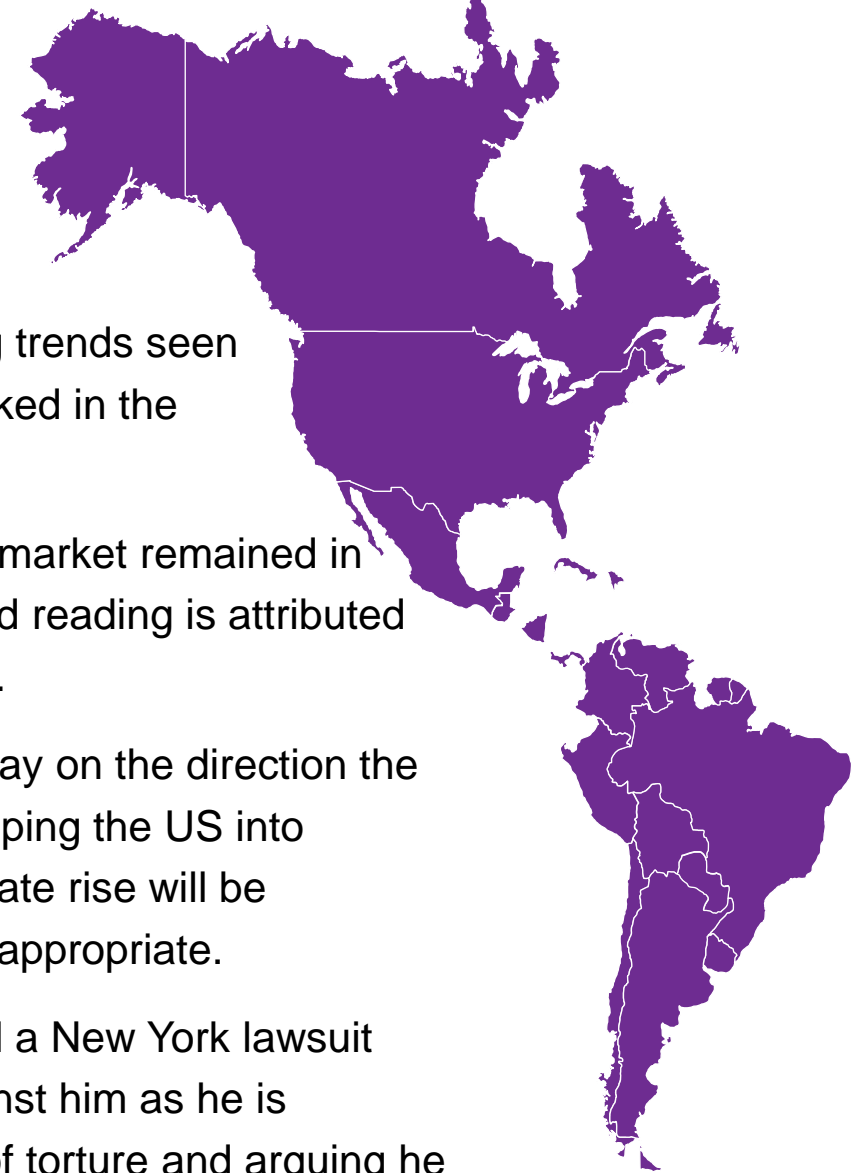 trends seen
ked in the
market remained in
d reading is attributed
.
ay on the direction the
ping the US into
ate rise will be
appropriate.
a New York lawsuit
nst him as he is
of torture and arguing he